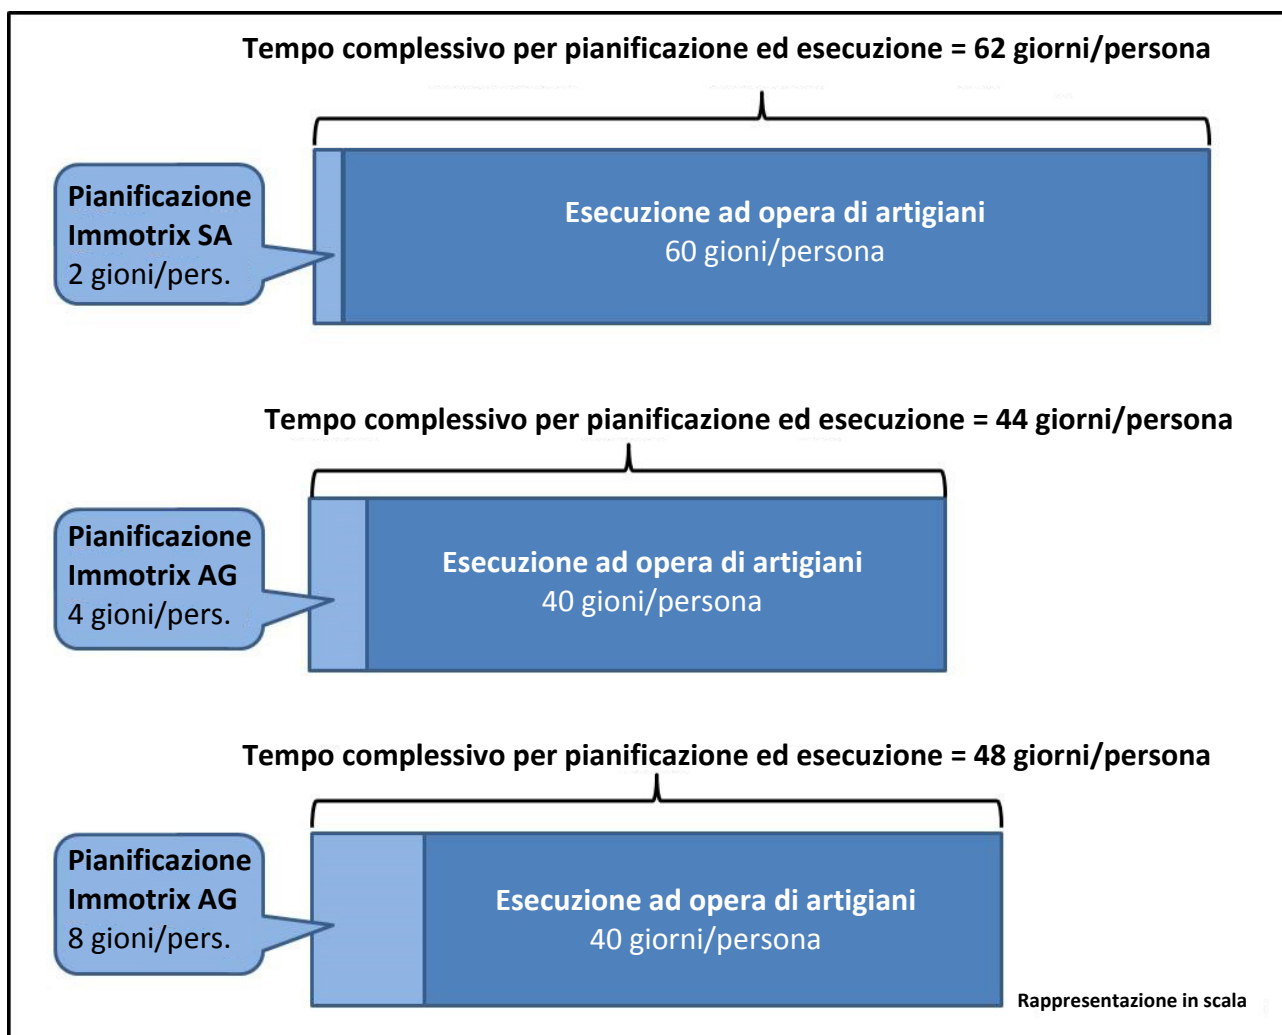 Tempo complessivo per pianificazione ed esecuzione = 62 giorni/persona
Pianificazione
Immotrix SA
2 gioni/pers.
Esecuzione ad opera di artigiani
60 gioni/persona
Tempo complessivo per pianificazione ed esecuzione = 44 giorni/persona
Pianificazione
Immotrix AG
4 gioni/pers.
Esecuzione ad opera di artigiani
40 gioni/persona
Tempo complessivo per pianificazione ed esecuzione = 48 giorni/persona
Pianificazione
Immotrix AG
8 gioni/pers.
Esecuzione ad opera di artigiani
40 giorni/persona
Rappresentazione in scala